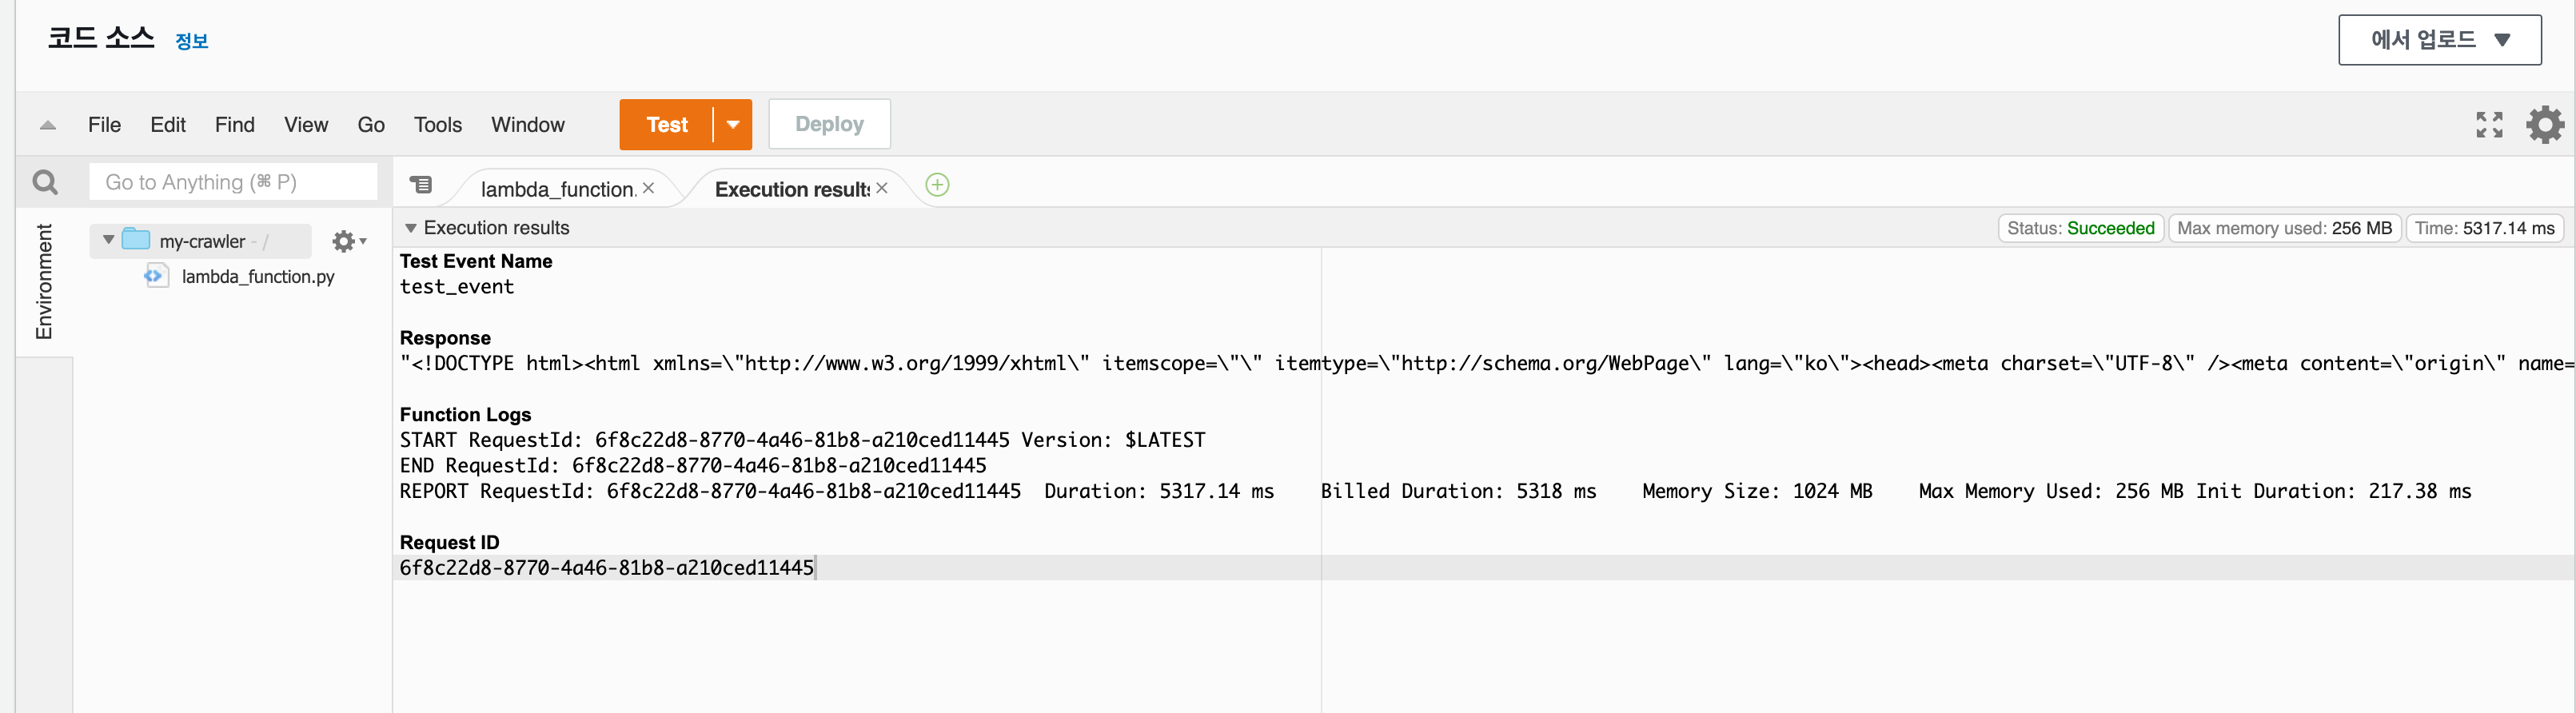 코드 소스 정보
에서 업로드
File Edit Find View Go Tools Window Test Deploy
Go to Anything (⌘ P)
lambda_function.
Execution results
Environment
my-crawler - /
lambda_function.py
Execution results
Status: Succeeded Max memory used: 256 MB Time: 5317.14 ms
Test Event Name
test_event
Response
"<!DOCTYPE html><html xmlns=\"http://www.w3.org/1999/xhtml\" itemscope=\"\" itemtype=\"http://schema.org/WebPage\" lang=\"ko\"><head><meta charset=\"UTF-8\" /><meta content=\"origin\" name=
Function Logs
START RequestId: 6f8c22d8-8770-4a46-81b8-a210ced11445 Version: $LATEST
END RequestId: 6f8c22d8-8770-4a46-81b8-a210ced11445
REPORT RequestId: 6f8c22d8-8770-4a46-81b8-a210ced11445 Duration: 5317.14 ms Billed Duration: 5318 ms Memory Size: 1024 MB Max Memory Used: 256 MB Init Duration: 217.38 ms
Request ID
6f8c22d8-8770-4a46-81b8-a210ced11445